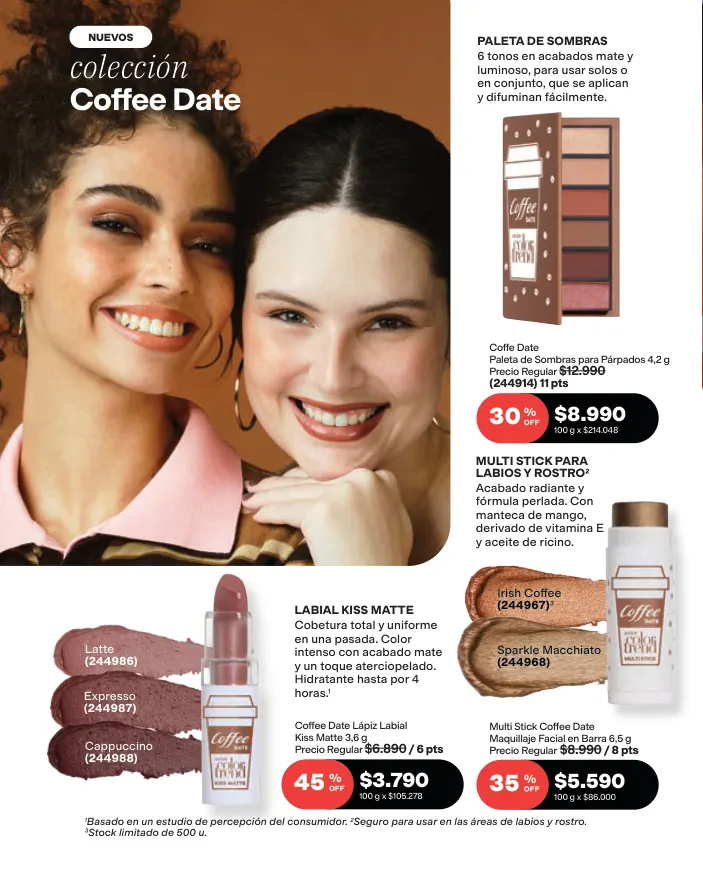 NUEVOS
colección
Coffee Date
PALETA DE SOMBRAS
6 tonos en acabados mate y
luminoso, para usar solos o
en conjunto, que se aplican
y difuminan fácilmente.
Coffee
DATE
avon
color
trend
Coffe Date
Paleta de Sombras para Párpados 4,2 g
Precio Regular $12.990
(244914) 11 pts
30 % OFF $8.990
100 g x $214.048
MULTI STICK PARA
LABIOS Y ROSTRO²
Acabado radiante y
fórmula perlada. Con
manteca de mango,
derivado de vitamina E
y aceite de ricino.
Irish Coffee
(244967)³
Sparkle Macchiato
(244968)
Coffee
DATE
avon
color
trend
MULTI STICK
Multi Stick Coffee Date
Maquillaje Facial en Barra 6,5 g
Precio Regular $8.990 / 8 pts
35 % OFF $5.590
100 g x $86.000
LABIAL KISS MATTE
Cobetura total y uniforme
en una pasada. Color
intenso con acabado mate
y un toque aterciopelado.
Hidratante hasta por 4
horas.¹
Latte
(244986)
Expresso
(244987)
Cappuccino
(244988)
Coffee
DATE
avon
color
trend
KISS MATTE
Coffee Date Lápiz Labial
Kiss Matte 3,6 g
Precio Regular $6.890 / 6 pts
45 % OFF $3.790
100 g x $105.278
¹Basado en un estudio de percepción del consumidor. ²Seguro para usar en las áreas de labios y rostro.
³Stock limitado de 500 u.